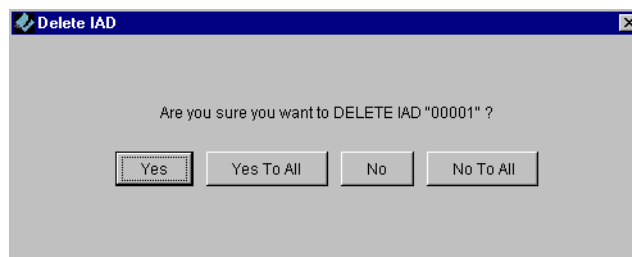 Delete IAD
Are you sure you want to DELETE IAD "00001" ?
Yes Yes To All No No To All